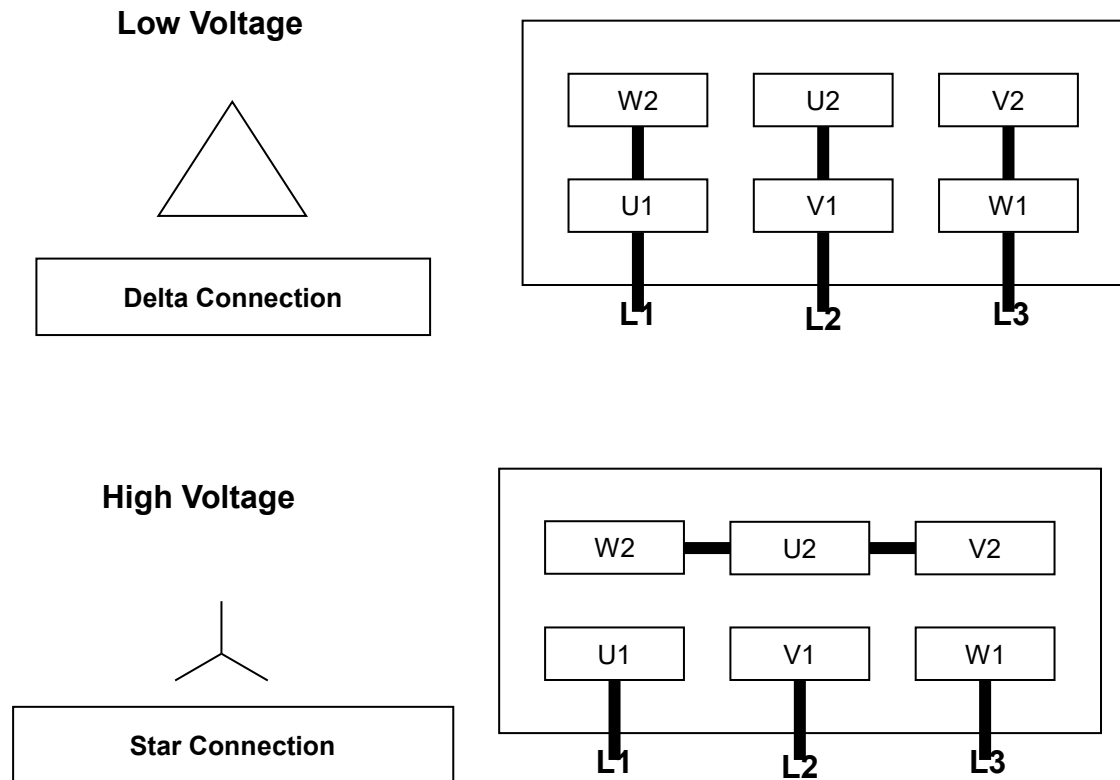 Low Voltage
W2 U2 V2
U1 V1 W1
Delta Connection
L1 L2 L3
High Voltage
W2 U2 V2
U1 V1 W1
Star Connection
L1 L2 L3